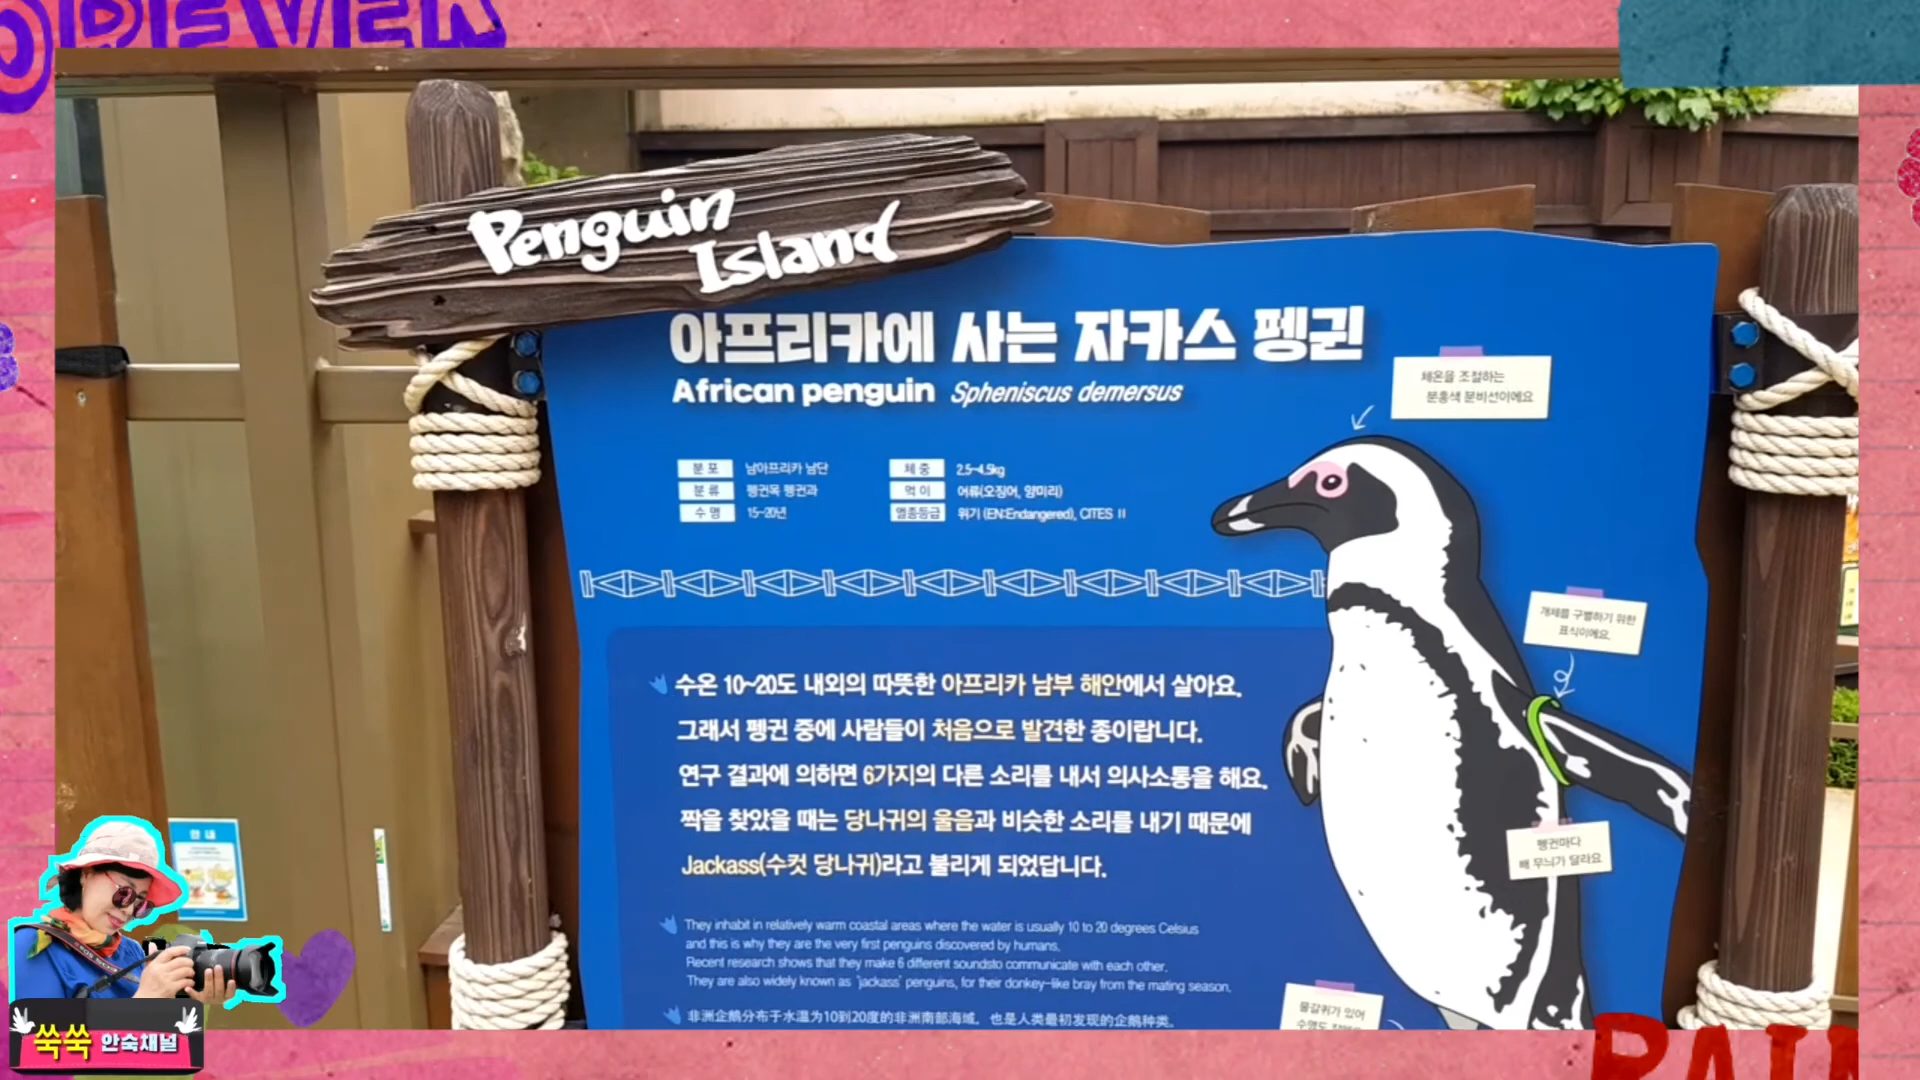 OREVER
Penguin
Island
아프리카에 사는 자카스 펭귄
African penguin Spheniscus demersus
체온을 조절하는
분홍색 분비선이에요
분포 남아프리카 남단
체중 2.5~4.5kg
분류 펭귄목 펭귄과
먹이 어류(오징어, 양미리)
수명 15~20년
멸종등급 위기 (EN:Endangered), CITES II
개체를 구별하기 위한
표식이에요.
수온 10~20도 내외의 따뜻한 아프리카 남부 해안에서 살아요.
그래서 펭귄 중에 사람들이 처음으로 발견한 종이랍니다.
연구 결과에 의하면 6가지의 다른 소리를 내서 의사소통을 해요.
짝을 찾았을 때는 당나귀의 울음과 비슷한 소리를 내기 때문에
Jackass(수컷 당나귀)라고 불리게 되었답니다.
펭귄마다
배 무늬가 달라요
They inhabit in relatively warm coastal areas where the water is usually 10 to 20 degrees Celsius
and this is why they are the very first penguins discovered by humans.
Recent research shows that they make 6 different soundsto communicate with each other.
They are also widely known as 'jackass' penguins, for their donkey-like bray from the mating season.
非洲企鹅分布于水温为10到20度的非洲南部海域。也是人类最初发现的企鹅种类。
물갈퀴가 있어
안내
쑥쑥 안숙채널